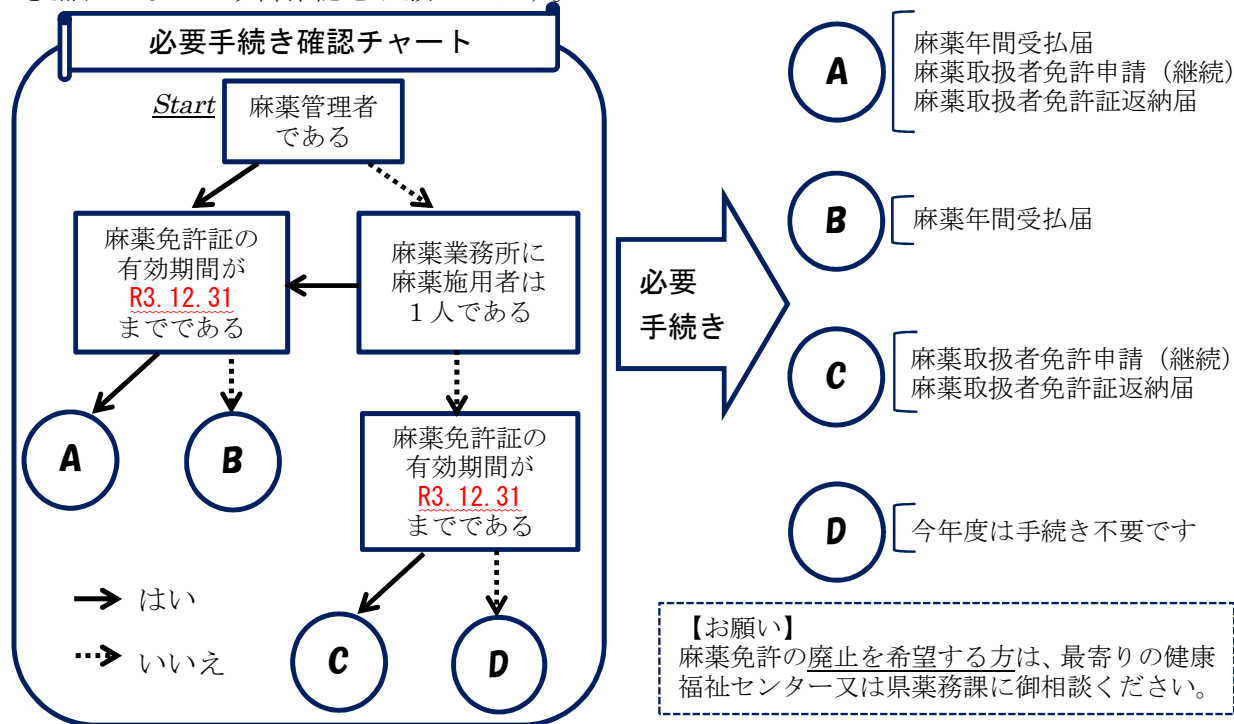 必要手続き確認チャート
Start
麻薬管理者
である
麻薬免許証の
有効期間が
R3.12.31
までである
麻薬業務所に
麻薬施用者は
１人である
A
B
麻薬免許証の
有効期間が
R3.12.31
までである
C
D
はい
いいえ
必要
手続き
A
麻薬年間受払届
麻薬取扱者免許申請（継続）
麻薬取扱者免許証返納届
B
麻薬年間受払届
C
麻薬取扱者免許申請（継続）
麻薬取扱者免許証返納届
D
今年度は手続き不要です
【お願い】
麻薬免許の廃止を希望する方は、最寄りの健康
福祉センター又は県薬務課に御相談ください。